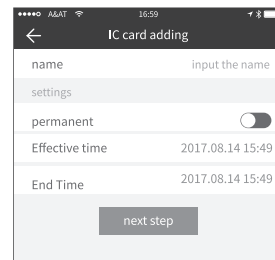 A&AT 16:59
IC card adding
name input the name
settings
permanent
Effective time 2017.08.14 15:49
End Time 2017.08.14 15:49
next step